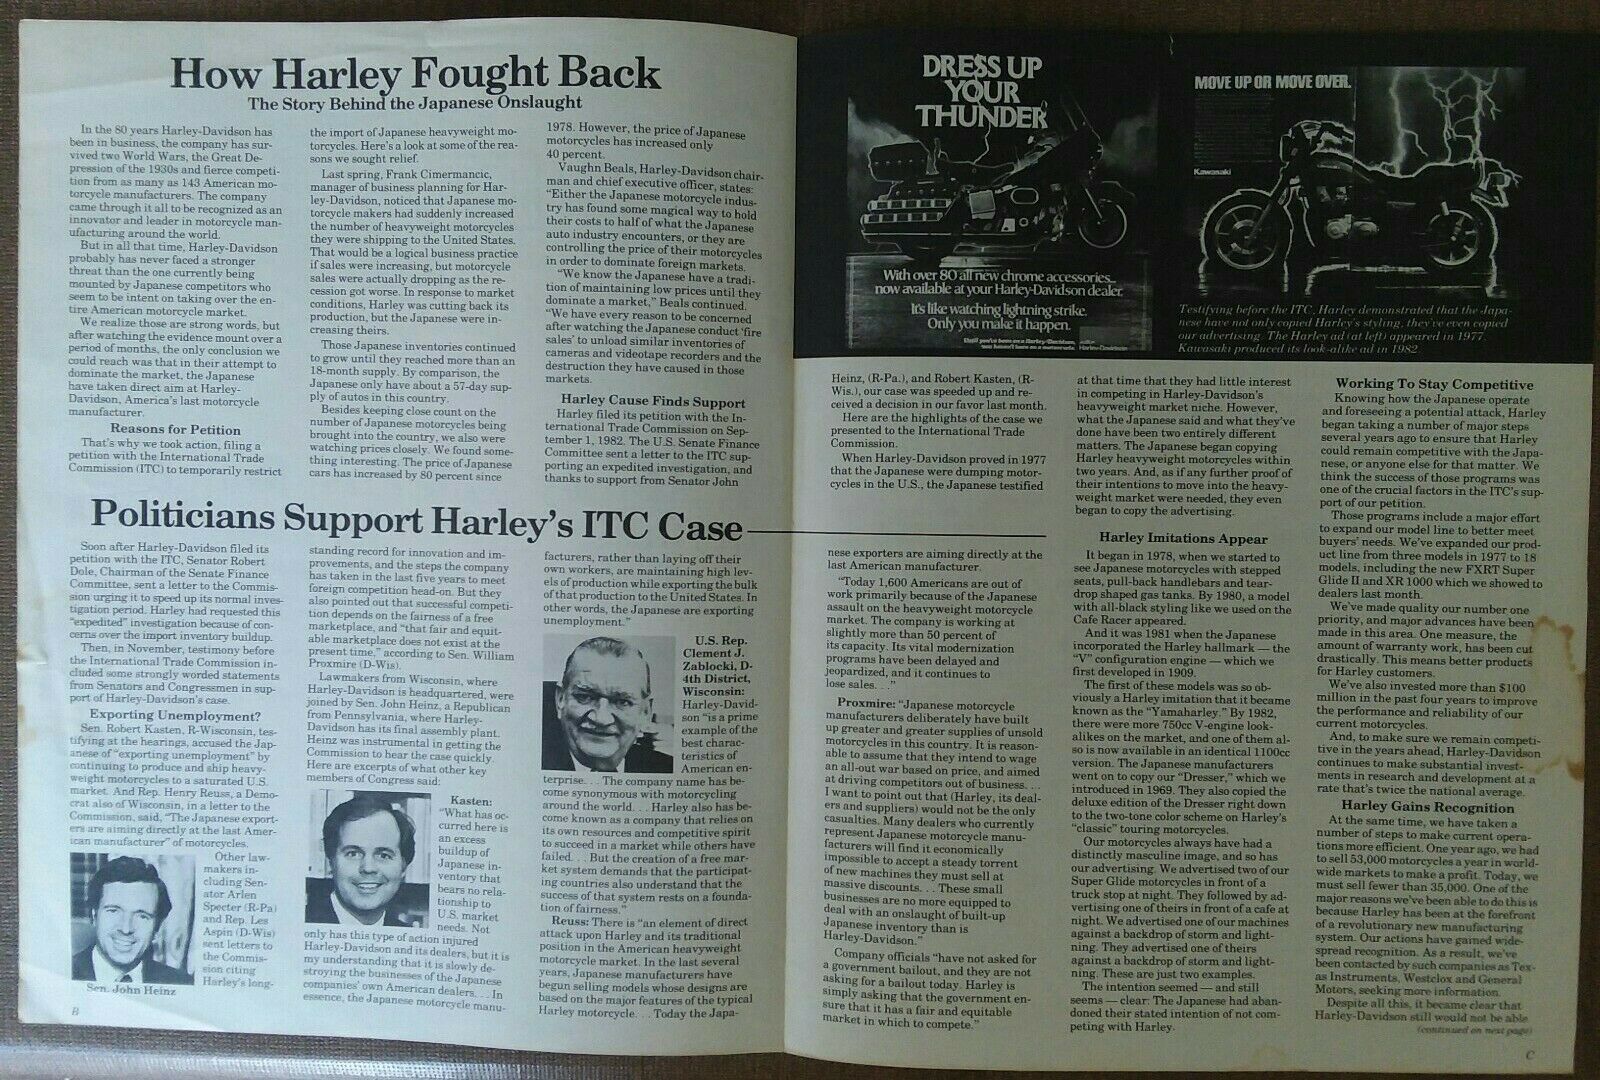 How Harley Fought Back
The Story Behind the Japanese Onslaught
In the 80 years Harley-Davidson has
been in business, the company has sur-
vived two World Wars, the Great De-
pression of the 1930s and fierce competi-
tion from as many as 143 American mo-
torcycle manufacturers. The company
came through it all to be recognized as an
innovator and leader in motorcycle man-
ufacturing around the world.
But in all that time, Harley-Davidson
probably has never faced a stronger
threat than the one currently being
mounted by Japanese competitors who
seem to be intent on taking over the en-
tire American motorcycle market.
We realize those are strong words, but
after watching the evidence mount over a
period of months, the only conclusion we
could reach was that in their attempt to
dominate the market, the Japanese
have taken direct aim at Harley-
Davidson, America's last motorcycle
manufacturer.
Reasons for Petition
That's why we took action, filing a
petition with the International Trade
Commission (ITC) to temporarily restrict
the import of Japanese heavyweight mo-
torcycles. Here's a look at some of the rea-
sons we sought relief.
Last spring, Frank Cimermancic,
manager of business planning for Har-
ley-Davidson, noticed that Japanese mo-
torcycle makers had suddenly increased
the number of heavyweight motorcycles
they were shipping to the United States.
That would be a logical business practice
if sales were increasing, but motorcycle
sales were actually dropping as the re-
cession got worse. In response to market
conditions, Harley was cutting back its
production, but the Japanese were in-
creasing theirs.
Those Japanese inventories continued
to grow until they reached more than an
18-month supply. By comparison, the
Japanese only have about a 57-day sup-
ply of autos in this country.
Besides keeping close count on the
number of Japanese motorcycles being
brought into the country, we also were
watching prices closely. We found some-
thing interesting. The price of Japanese
cars has increased by 80 percent since
1978. However, the price of Japanese
motorcycles has increased only
40 percent.
Vaughn Beals, Harley-Davidson chair-
man and chief executive officer, states:
"Either the Japanese motorcycle indus-
try has found some magical way to hold
their costs to half of what the Japanese
auto industry encounters, or they are
controlling the price of their motorcycles
in order to dominate foreign markets.
"We know the Japanese have a tradi-
tion of maintaining low prices until they
dominate a market," Beals continued.
"We have every reason to be concerned
after watching the Japanese conduct 'fire
sales' to unload similar inventories of
cameras and videotape recorders and the
destruction they have caused in those
markets.
Harley Cause Finds Support
Harley filed its petition with the In-
ternational Trade Commission on Sep-
tember 1, 1982. The U.S. Senate Finance
Committee sent a letter to the ITC sup-
porting an expedited investigation, and
thanks to support from Senator John
DRESS UP
YOUR
THUNDER
With over 80 all new chrome accessories...
now available at your Harley-Davidson dealer.
It's like watching lightning strike.
Only you make it happen.
Until you've been on a Harley-Davidson,
you haven't been on a motorcycle.
MOVE UP OR MOVE OVER.
Kawasaki
Testifying before the ITC, Harley demonstrated that the Japa-
nese have not only copied Harley's styling, they've even copied
our advertising. The Harley ad (at left) appeared in 1977.
Kawasaki produced its look-alike ad in 1982.
Heinz, (R-Pa.), and Robert Kasten, (R-
Wis.), our case was speeded up and re-
ceived a decision in our favor last month.
Here are the highlights of the case we
presented to the International Trade
Commission.
When Harley-Davidson proved in 1977
that the Japanese were dumping motor-
cycles in the U.S., the Japanese testified
at that time that they had little interest
in competing in Harley-Davidson's
heavyweight market niche. However,
what the Japanese said and what they've
done have been two entirely different
matters. The Japanese began copying
Harley heavyweight motorcycles within
two years. And, as if any further proof of
their intentions to move into the heavy-
weight market were needed, they even
began to copy the advertising.
Harley Imitations Appear
It began in 1978, when we started to
see Japanese motorcycles with stepped
seats, pull-back handlebars and tear-
drop shaped gas tanks. By 1980, a model
with all-black styling like we used on the
Cafe Racer appeared.
And it was 1981 when the Japanese
incorporated the Harley hallmark — the
"V" configuration engine — which we
first developed in 1909.
The first of these models was so ob-
viously a Harley imitation that it became
known as the "Yamaharley." By 1982,
there were more 750cc V-engine look-
alikes on the market, and one of them al-
so is now available in an identical 1100cc
version. The Japanese manufacturers
went on to copy our "Dresser," which we
introduced in 1969. They also copied the
deluxe edition of the Dresser right down
to the two-tone color scheme on Harley's
"classic" touring motorcycles.
Our motorcycles always have had a
distinctly masculine image, and so has
our advertising. We advertised two of our
Super Glide motorcycles in front of a
truck stop at night. They followed by ad-
vertising one of theirs in front of a cafe at
night. We advertised one of our machines
against a backdrop of storm and light-
ning. They advertised one of theirs
against a backdrop of storm and light-
ning. These are just two examples.
The intention seemed — and still
seems — clear: The Japanese had aban-
doned their stated intention of not com-
peting with Harley.
Working To Stay Competitive
Knowing how the Japanese operate
and foreseeing a potential attack, Harley
began taking a number of major steps
several years ago to ensure that Harley
could remain competitive with the Japa-
nese, or anyone else for that matter. We
think the success of those programs was
one of the crucial factors in the ITC's sup-
port of our petition.
Those programs include a major effort
to expand our model line to better meet
buyers' needs. We've expanded our prod-
uct line from three models in 1977 to 18
models, including the new FXRT Super
Glide II and XR 1000 which we showed to
dealers last month.
We've made quality our number one
priority, and major advances have been
made in this area. One measure, the
amount of warranty work, has been cut
drastically. This means better products
for Harley customers.
We've also invested more than $100
million in the past four years to improve
the performance and reliability of our
current motorcycles.
And, to make sure we remain competi-
tive in the years ahead, Harley-Davidson
continues to make substantial invest-
ments in research and development at a
rate that's twice the national average.
Harley Gains Recognition
At the same time, we have taken a
number of steps to make current opera-
tions more efficient. One year ago, we had
to sell 53,000 motorcycles a year in world-
wide markets to make a profit. Today, we
must sell fewer than 35,000. One of the
major reasons we've been able to do this is
because Harley has been at the forefront
of a revolutionary new manufacturing
system. Our actions have gained wide-
spread recognition. As a result, we've
been contacted by such companies as Tex-
as Instruments, Westclox and General
Motors, seeking more information.
Despite all this, it became clear that
Harley-Davidson still would not be able
(continued on next page)
C
Politicians Support Harley's ITC Case
Soon after Harley-Davidson filed its
petition with the ITC, Senator Robert
Dole, Chairman of the Senate Finance
Committee, sent a letter to the Commis-
sion urging it to speed up its normal inves-
tigation period. Harley had requested this
"expedited" investigation because of con-
cerns over the import inventory buildup.
Then, in November, testimony before
the International Trade Commission in-
cluded some strongly worded statements
from Senators and Congressmen in sup-
port of Harley-Davidson's case.
Exporting Unemployment?
Sen. Robert Kasten, R-Wisconsin, tes-
tifying at the hearings, accused the Jap-
anese of "exporting unemployment" by
continuing to produce and ship heavy-
weight motorcycles to a saturated U.S.
market. And Rep. Henry Reuss, a Demo-
crat also of Wisconsin, in a letter to the
Commission, said, "The Japanese export-
ers are aiming directly at the last Amer-
ican manufacturer" of motorcycles.
Other law-
makers in-
cluding Sen-
ator Arlen
Specter (R-Pa)
and Rep. Les
Aspin (D-Wis)
sent letters to
the Commis-
sion citing
Harley's long-
Sen. John Heinz
B
standing record for innovation and im-
provements, and the steps the company
has taken in the last five years to meet
foreign competition head-on. But they
also pointed out that successful competi-
tion depends on the fairness of a free
marketplace, and "that fair and equit-
able marketplace does not exist at the
present time," according to Sen. William
Proxmire (D-Wis).
Lawmakers from Wisconsin, where
Harley-Davidson is headquartered, were
joined by Sen. John Heinz, a Republican
from Pennsylvania, where Harley-
Davidson has its final assembly plant.
Heinz was instrumental in getting the
Commission to hear the case quickly.
Here are excerpts of what other key
members of Congress said:
Kasten:
"What has oc-
curred here is
an excess
buildup of
Japanese in-
ventory that
bears no rela-
tionship to
U.S. market
needs. Not
only has this type of action injured
Harley-Davidson and its dealers, but it is
my understanding that it is slowly de-
stroying the businesses of the Japanese
companies' own American dealers. . . In
essence, the Japanese motorcycle manu-
facturers, rather than laying off their
own workers, are maintaining high lev-
els of production while exporting the bulk
of that production to the United States. In
other words, the Japanese are exporting
unemployment."
U.S. Rep.
Clement J.
Zablocki, D-
4th District,
Wisconsin:
Harley-David-
son "is a prime
example of the
best charac-
teristics of
American en-
terprise. . . The company name has be-
come synonymous with motorcycling
around the world. . . Harley also has be-
come known as a company that relies on
its own resources and competitive spirit
to succeed in a market while others have
failed. . . But the creation of a free mar-
ket system demands that the participat-
ing countries also understand that the
success of that system rests on a founda-
tion of fairness."
Reuss: There is "an element of direct
attack upon Harley and its traditional
position in the American heavyweight
motorcycle market. In the last several
years, Japanese manufacturers have
begun selling models whose designs are
based on the major features of the typical
Harley motorcycle. . . Today the Japa-
nese exporters are aiming directly at the
last American manufacturer.
"Today 1,600 Americans are out of
work primarily because of the Japanese
assault on the heavyweight motorcycle
market. The company is working at
slightly more than 50 percent of
its capacity. Its vital modernization
programs have been delayed and
jeopardized, and it continues to
lose sales. . ."
Proxmire: "Japanese motorcycle
manufacturers deliberately have built
up greater and greater supplies of unsold
motorcycles in this country. It is reason-
able to assume that they intend to wage
an all-out war based on price, and aimed
at driving competitors out of business. . .
I want to point out that (Harley, its deal-
ers and suppliers) would not be the only
casualties. Many dealers who currently
represent Japanese motorcycle manu-
facturers will find it economically
impossible to accept a steady torrent
of new machines they must sell at
massive discounts. . . These small
businesses are no more equipped to
deal with an onslaught of built-up
Japanese inventory than is
Harley-Davidson."
Company officials "have not asked for
a government bailout, and they are not
asking for a bailout today. Harley is
simply asking that the government en-
sure that it has a fair and equitable
market in which to compete."